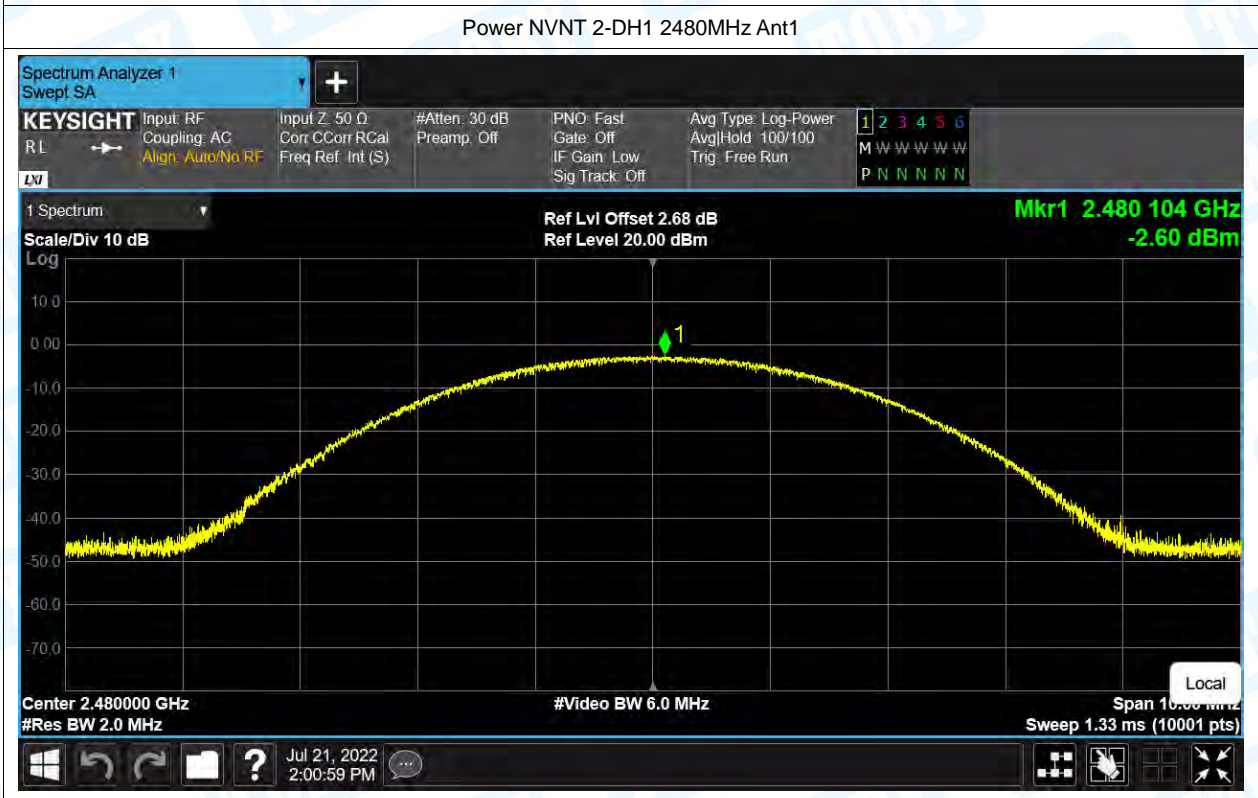 Power NVNT 2-DH1 2480MHz Ant1
Spectrum Analyzer 1
Swept SA
+
KEYSIGHT
RL
LXI
Input: RF
Coupling: AC
Align: Auto/No RF
Input Z: 50 Ω
Corr CCorr RCal
Freq Ref: Int (S)
#Atten: 30 dB
Preamp: Off
PNO: Fast
Gate: Off
IF Gain: Low
Sig Track: Off
Avg Type: Log-Power
Avg|Hold: 100/100
Trig: Free Run
1 2 3 4 5 6
M W W W W W
P N N N N N
1 Spectrum
Scale/Div 10 dB
Ref Lvl Offset 2.68 dB
Ref Level 20.00 dBm
Mkr1 2.480 104 GHz
-2.60 dBm
Log
10.0
0.00
1
-10.0
-20.0
-30.0
-40.0
-50.0
-60.0
-70.0
Local
Center 2.480000 GHz
#Video BW 6.0 MHz
Span 10.00 MHz
#Res BW 2.0 MHz
Sweep 1.33 ms (10001 pts)
?
Jul 21, 2022
2:00:59 PM